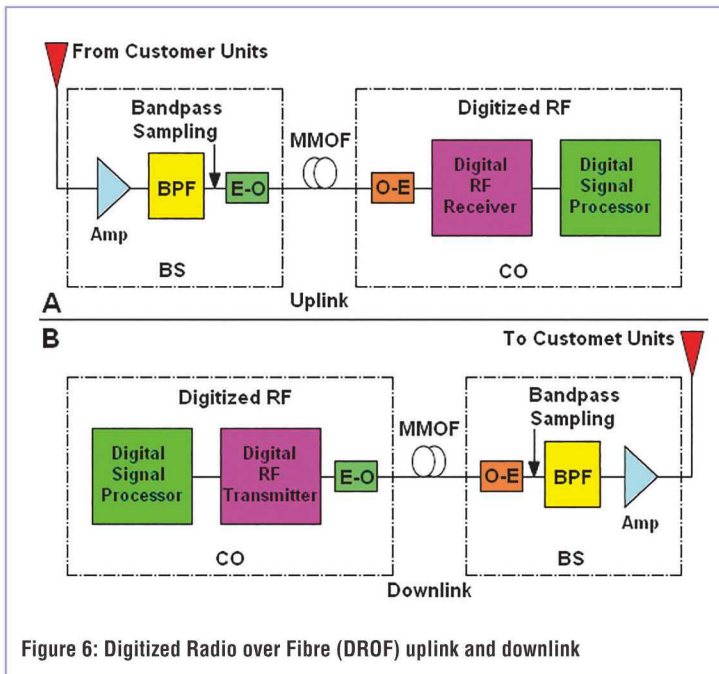 From Customer Units
Bandpass
Sampling
MMOF
Digitized RF
Amp
BPF
E-O
O-E
Digital
RF
Receiver
Digital
Signal
Processor
BS
CO
A
Uplink
B
To Customet Units
Digitized RF
MMOF
Bandpass
Sampling
Digital
Signal
Processor
Digital
RF
Transmitter
E-O
O-E
BPF
Amp
CO
BS
Downlink
Figure 6: Digitized Radio over Fibre (DROF) uplink and downlink